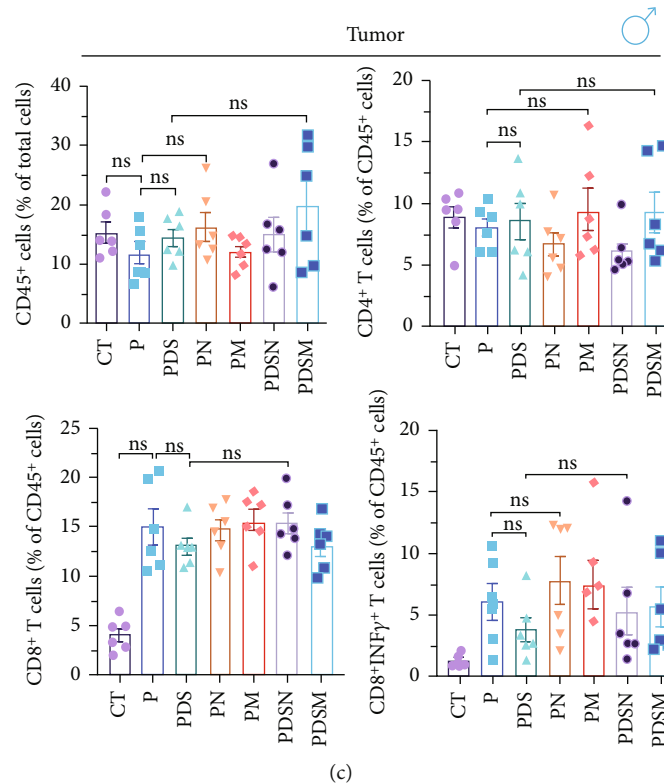 Tumor
CD45+ cells (% of total cells)
40
30
20
10
0
ns
ns
ns
ns
CT
P
PDS
PN
PM
PDSN
PDSM
CD4+ T cells (% of CD45+ cells)
20
15
10
5
0
ns
ns
ns
CT
P
PDS
PN
PM
PDSN
PDSM
CD8+ T cells (% of CD45+ cells)
25
20
15
10
5
0
ns
ns
ns
CT
P
PDS
PN
PM
PDSN
PDSM
CD8+INFγ+ T cells (% of CD45+ cells)
20
15
10
5
0
ns
ns
ns
CT
P
PDS
PN
PM
PDSN
PDSM
(c)